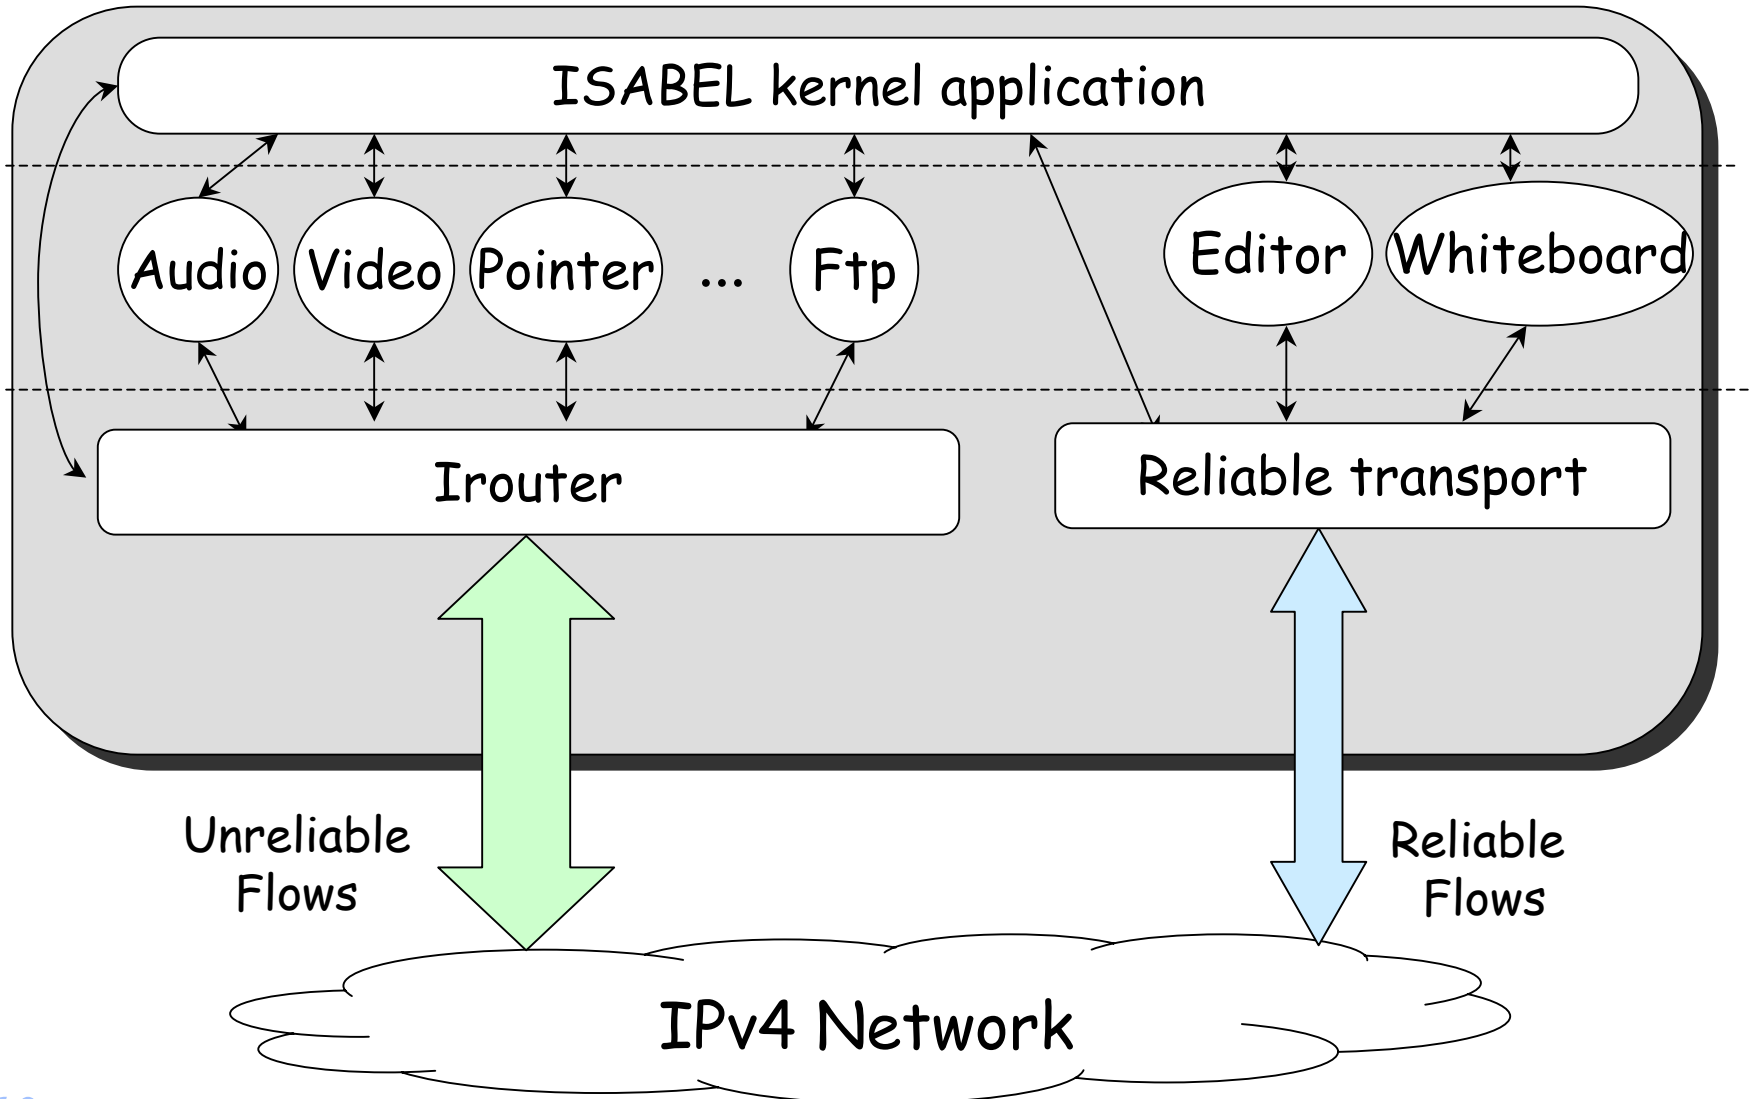 ISABEL kernel application
Audio
Video
Pointer
...
Ftp
Editor
Whiteboard
Irouter
Reliable transport
Unreliable
Flows
Reliable
Flows
IPv4 Network